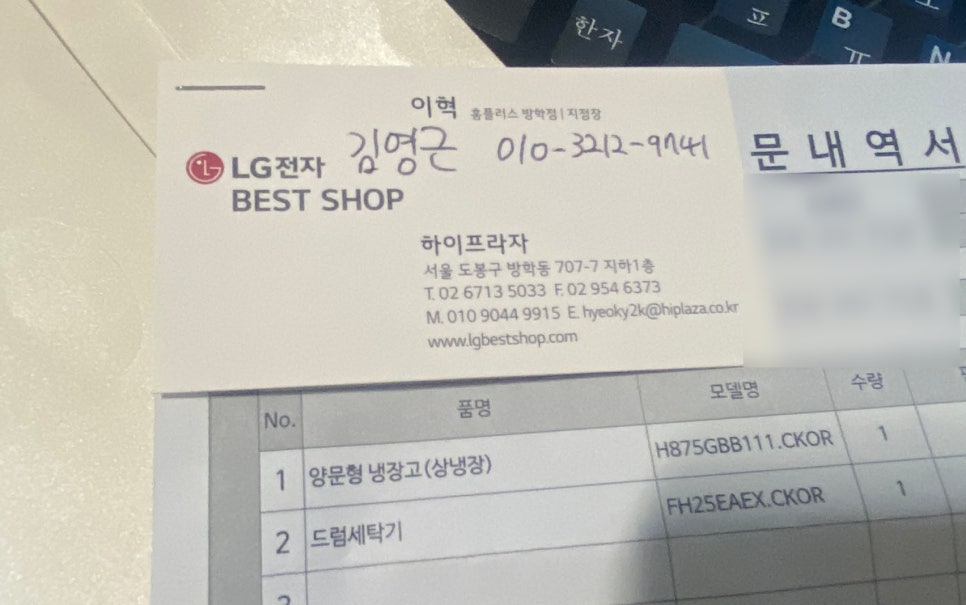 한자
ㅍ
B
ㅠ
N
이혁 홈플러스 방학점 | 지점장
LG전자 김영근 010-3212-9741
BEST SHOP
하이프라자
서울 도봉구 방학동 707-7 지하1층
T. 02 6713 5033 F. 02 954 6373
M. 010 9044 9915 E. hyeoky2k@hiplaza.co.kr
www.lgbestshop.com
문 내 역 서
No. 품명 모델명 수량
1 양문형 냉장고(상냉장) H875GBB111.CKOR 1
2 드럼세탁기 FH25EAEX.CKOR 1